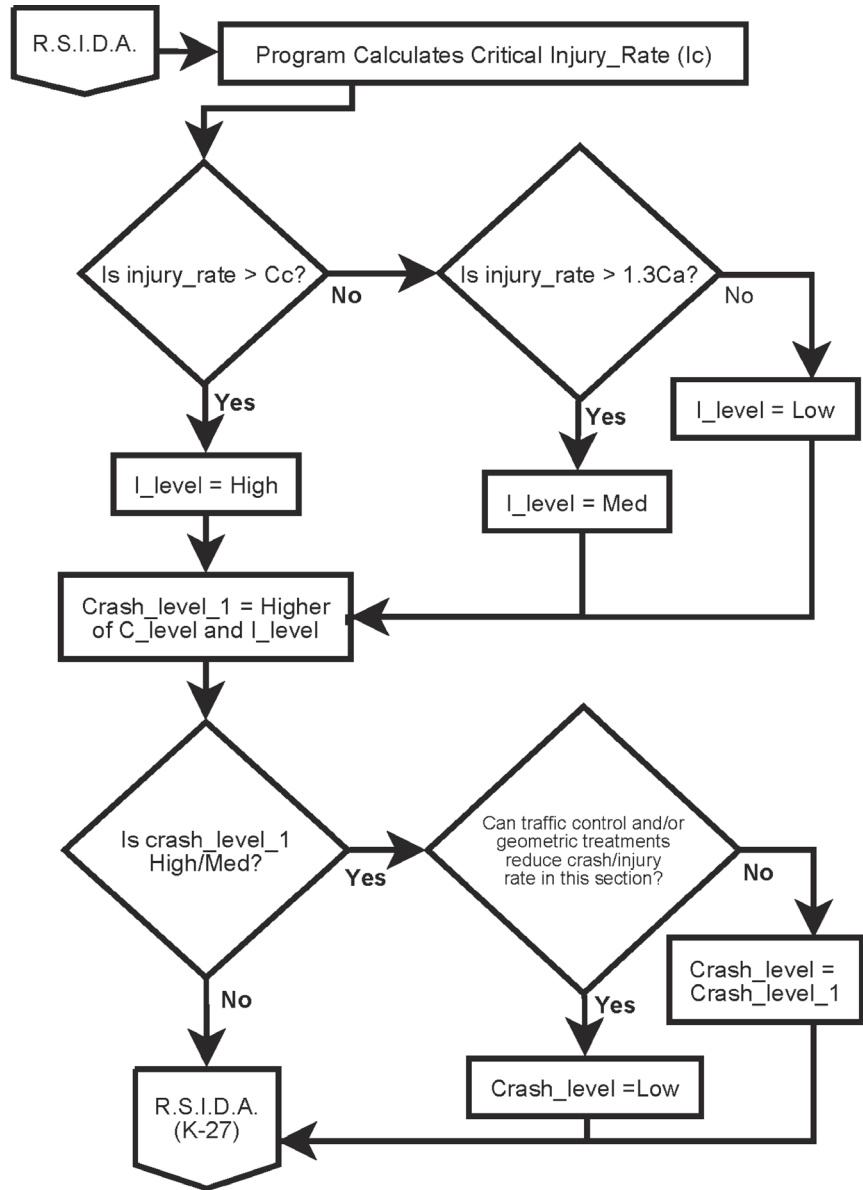 R.S.I.D.A.
Program Calculates Critical Injury_Rate (Ic)
Is injury_rate > Cc?
No
Is injury_rate > 1.3Ca?
No
Yes
Yes
I_level = Low
I_level = High
I_level = Med
Crash_level_1 = Higher
of C_level and I_level
Is crash_level_1
High/Med?
Yes
Can traffic control and/or
geometric treatments
reduce crash/injury
rate in this section?
No
Crash_level =
Crash_level_1
No
Yes
Crash_level =Low
R.S.I.D.A.
(K-27)